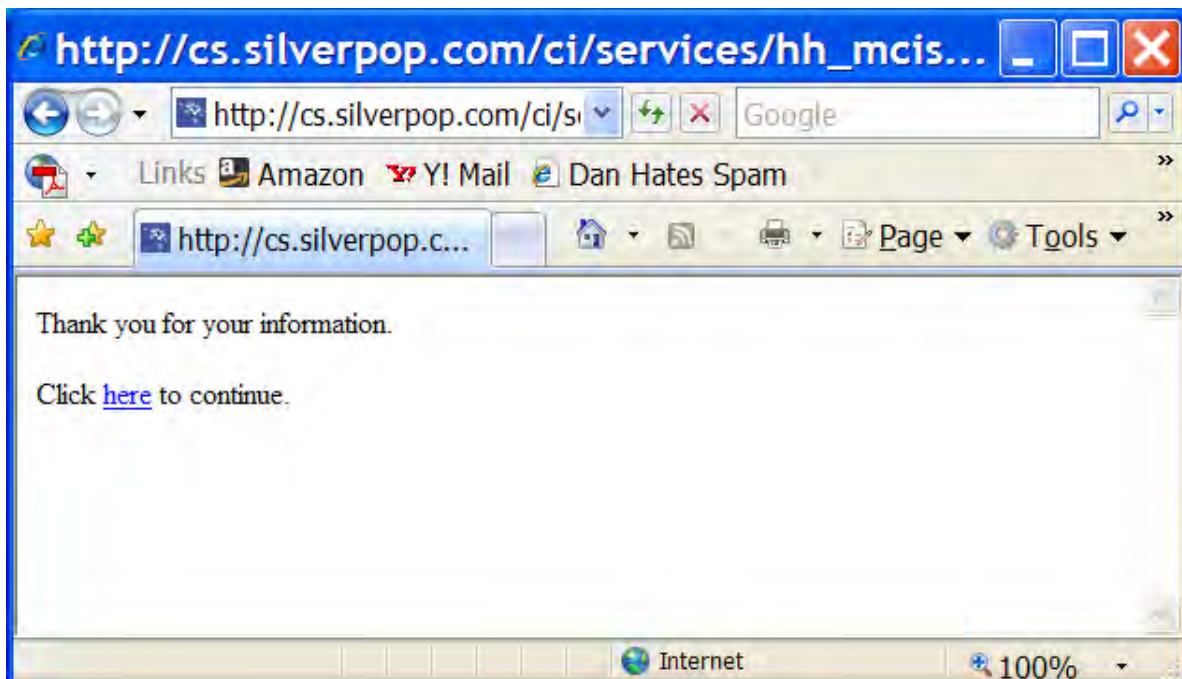 http://cs.silverpop.com/ci/services/hh_mcis...
http://cs.silverpop.com/ci/s Google
Links Amazon Y! Mail Dan Hates Spam »
http://cs.silverpop.c... Page Tools »
Thank you for your information.
Click here to continue.
Internet 100%